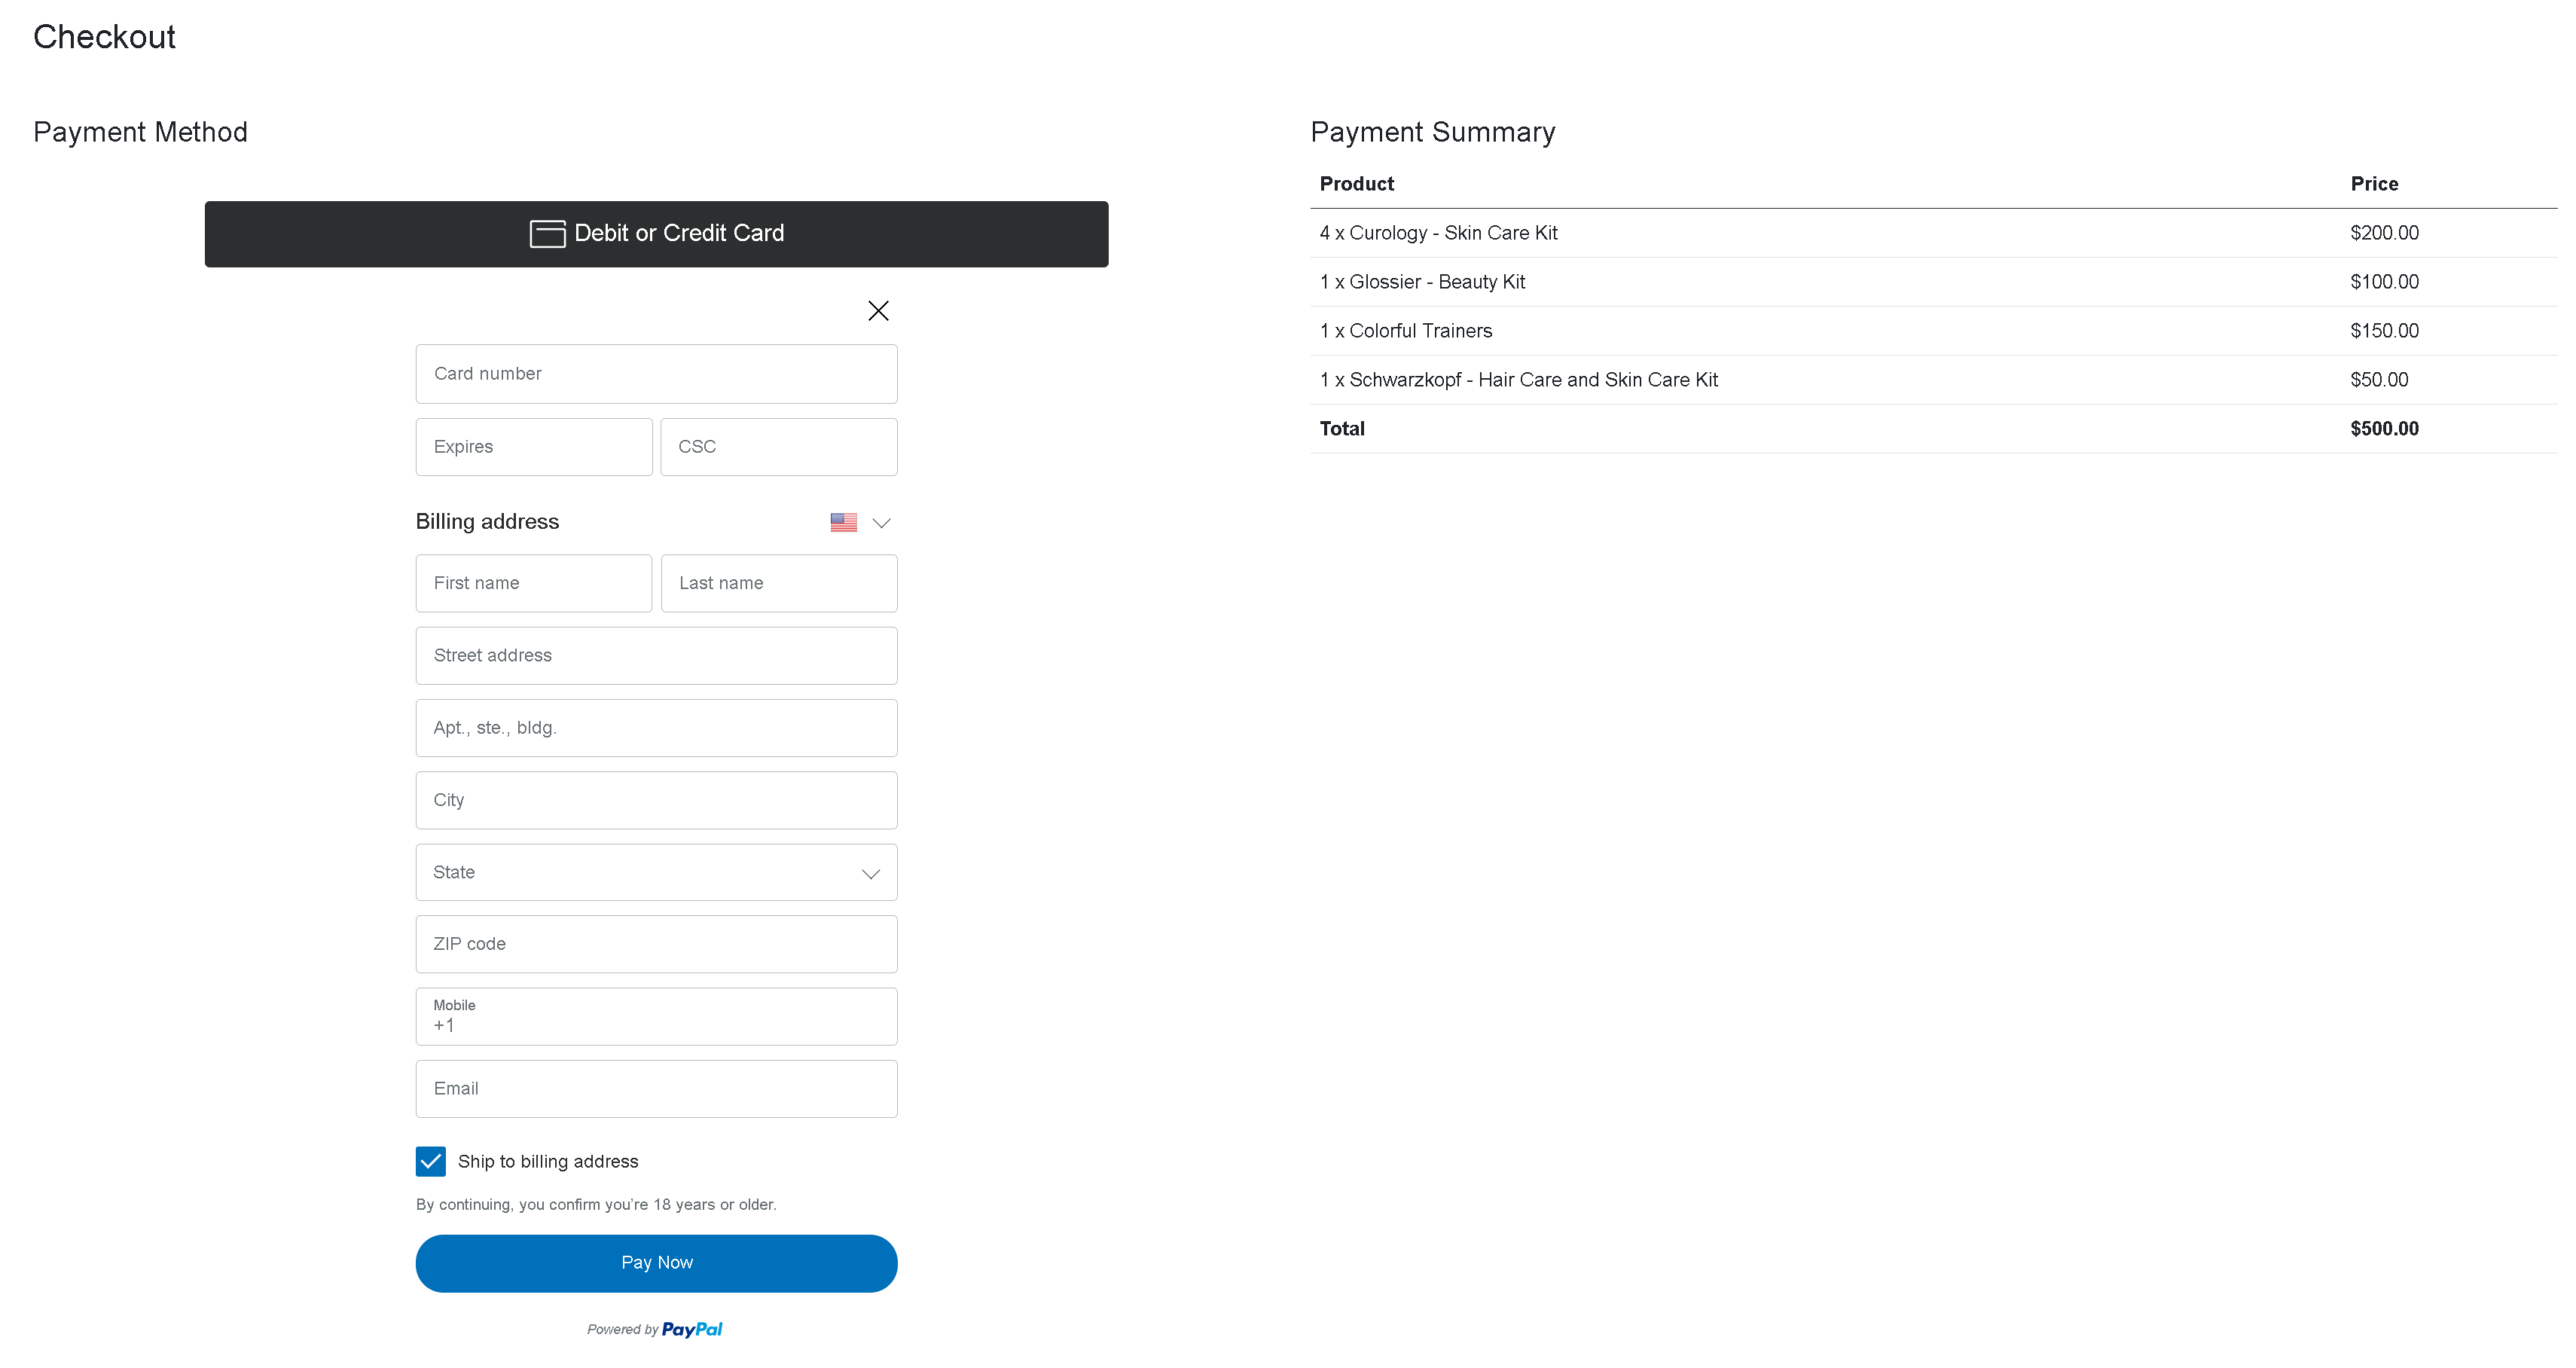 Checkout
Payment Method
Debit or Credit Card
Card number
Expires CSC
Billing address
First name Last name
Street address
Apt., ste., bldg.
City
State
ZIP code
Mobile
+1
Email
Ship to billing address
By continuing, you confirm you’re 18 years or older.
Pay Now
Powered by PayPal
Payment Summary
Product Price
4 x Curology - Skin Care Kit $200.00
1 x Glossier - Beauty Kit $100.00
1 x Colorful Trainers $150.00
1 x Schwarzkopf - Hair Care and Skin Care Kit $50.00
Total $500.00